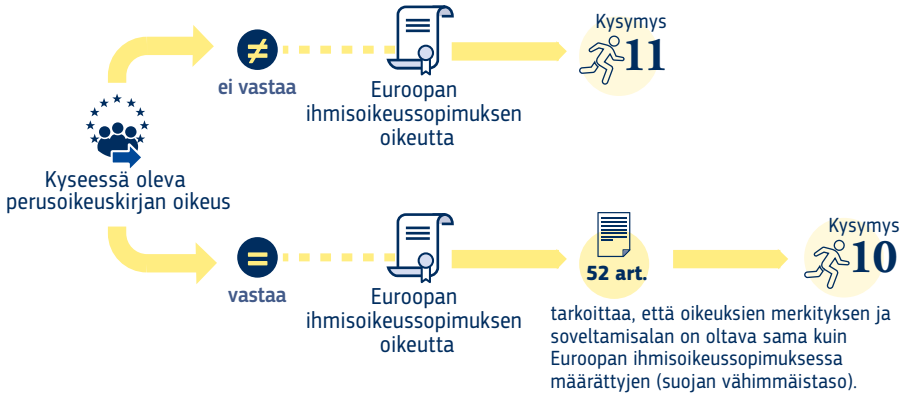 Kyseessä oleva
perusoikeuskirjan oikeus
≠
ei vastaa
Euroopan
ihmisoikeussopimuksen
oikeutta
Kysymys
11
=
vastaa
Euroopan
ihmisoikeussopimuksen
oikeutta
52 art.
tarkoittaa, että oikeuksien merkityksen ja
soveltamisalan on oltava sama kuin
Euroopan ihmisoikeussopimuksessa
määrättyjen (suojan vähimmäistaso).
Kysymys
10